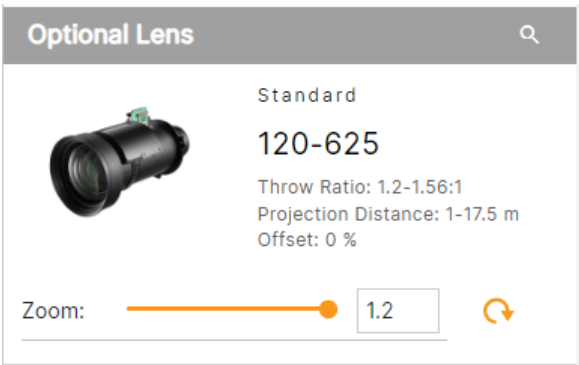 Optional Lens
Standard
120-625
Throw Ratio: 1.2-1.56:1
Projection Distance: 1-17.5 m
Offset: 0 %
Zoom: 1.2